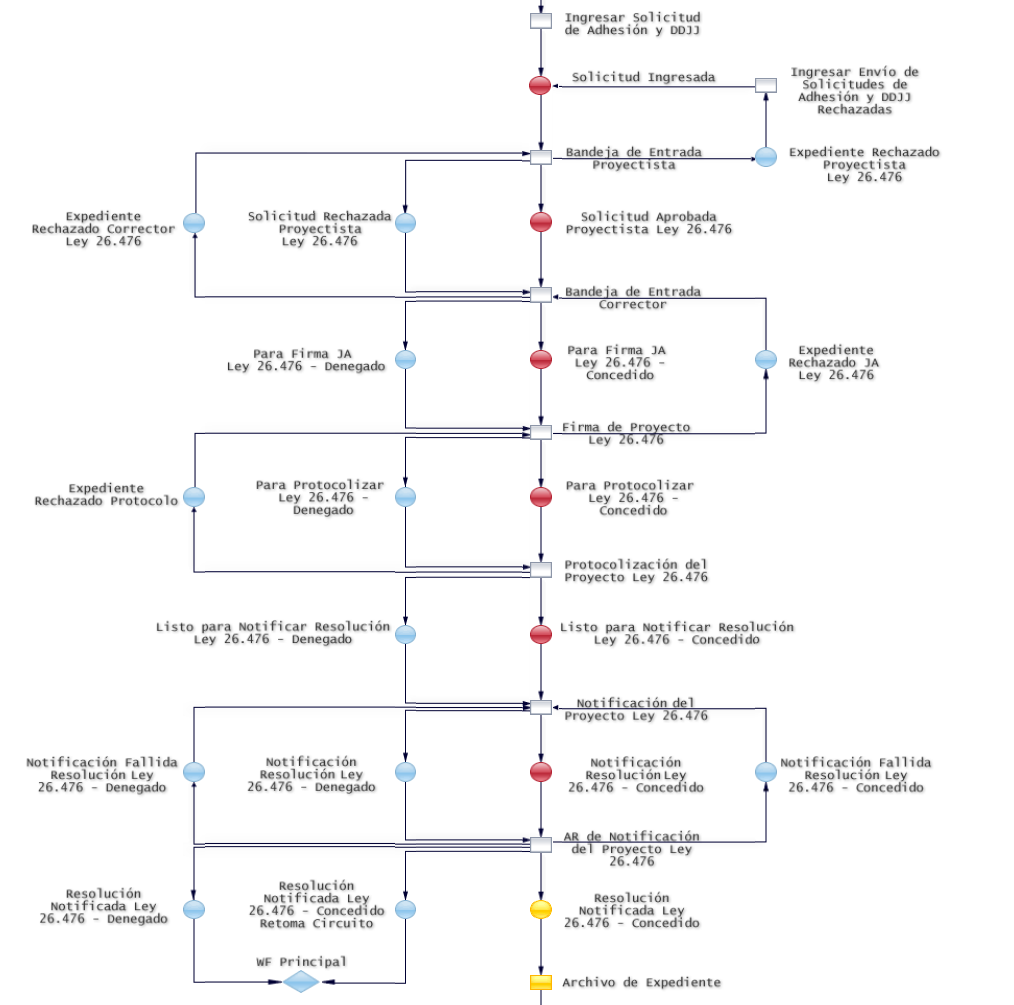 Ingresar Solicitud
de Adhesión y DDJJ
Solicitud Ingresada
Ingresar Envío de
Solicitudes de
Adhesión y DDJJ
Rechazadas
Bandeja de Entrada
Proyectista
Expediente Rechazado
Proyectista
Ley 26.476
Expediente
Rechazado Corrector
Ley 26.476
Solicitud Rechazada
Proyectista
Ley 26.476
Solicitud Aprobada
Proyectista Ley 26.476
Bandeja de Entrada
Corrector
Para Firma JA
Ley 26.476 - Denegado
Para Firma JA
Ley 26.476 -
Concedido
Expediente
Rechazado JA
Ley 26.476
Firma de Proyecto
Ley 26.476
Expediente
Rechazado Protocolo
Para Protocolizar
Ley 26.476 -
Denegado
Para Protocolizar
Ley 26.476 -
Concedido
Protocolización del
Proyecto Ley 26.476
Listo para Notificar Resolución
Ley 26.476 - Denegado
Listo para Notificar Resolución
Ley 26.476 - Concedido
Notificación del
Proyecto Ley 26.476
Notificación Fallida
Resolución Ley
26.476 - Denegado
Notificación
Resolución Ley
26.476 - Denegado
Notificación
Resolución Ley
26.476 - Concedido
Notificación Fallida
Resolución Ley
26.476 - Concedido
AR de Notificación
del Proyecto Ley
26.476
Resolución
Notificada Ley
26.476 - Denegado
Resolución
Notificada Ley
26.476 - Concedido
Retoma Circuito
Resolución
Notificada Ley
26.476 - Concedido
WF Principal
Archivo de Expediente